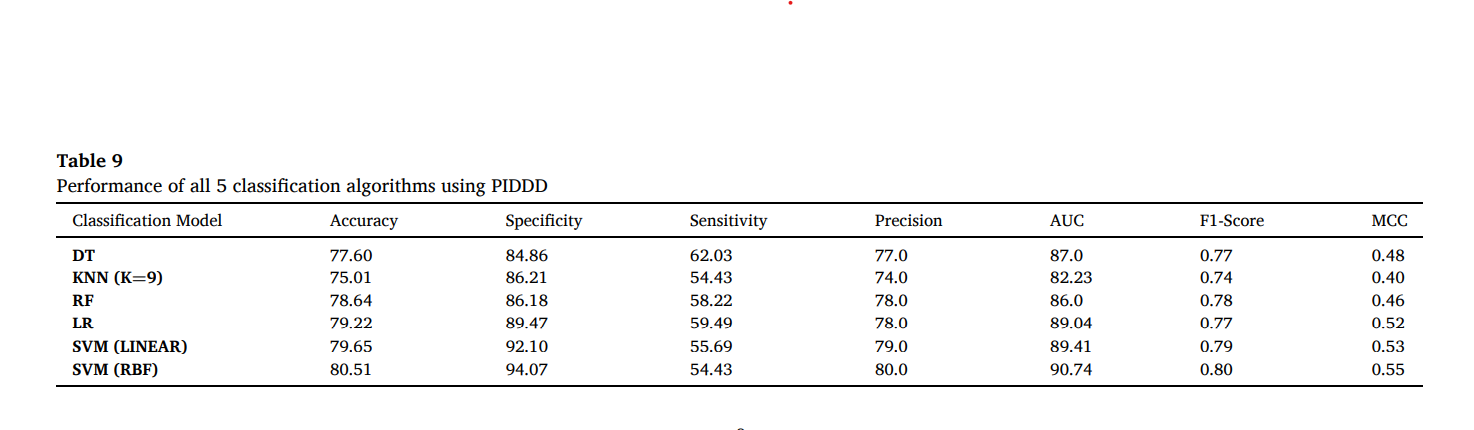 Table 9
Performance of all 5 classification algorithms using PIDDD
Classification Model Accuracy Specificity Sensitivity Precision AUC F1-Score MCC
DT 77.60 84.86 62.03 77.0 87.0 0.77 0.48
KNN (K=9) 75.01 86.21 54.43 74.0 82.23 0.74 0.40
RF 78.64 86.18 58.22 78.0 86.0 0.78 0.46
LR 79.22 89.47 59.49 78.0 89.04 0.77 0.52
SVM (LINEAR) 79.65 92.10 55.69 79.0 89.41 0.79 0.53
SVM (RBF) 80.51 94.07 54.43 80.0 90.74 0.80 0.55